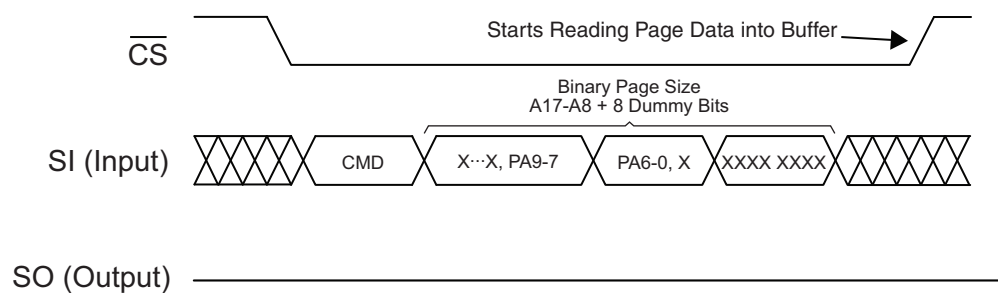 Starts Reading Page Data into Buffer
CS
Binary Page Size
A17-A8 + 8 Dummy Bits
SI (Input)
CMD
X···X, PA9-7
PA6-0, X
XXXX XXXX
SO (Output)